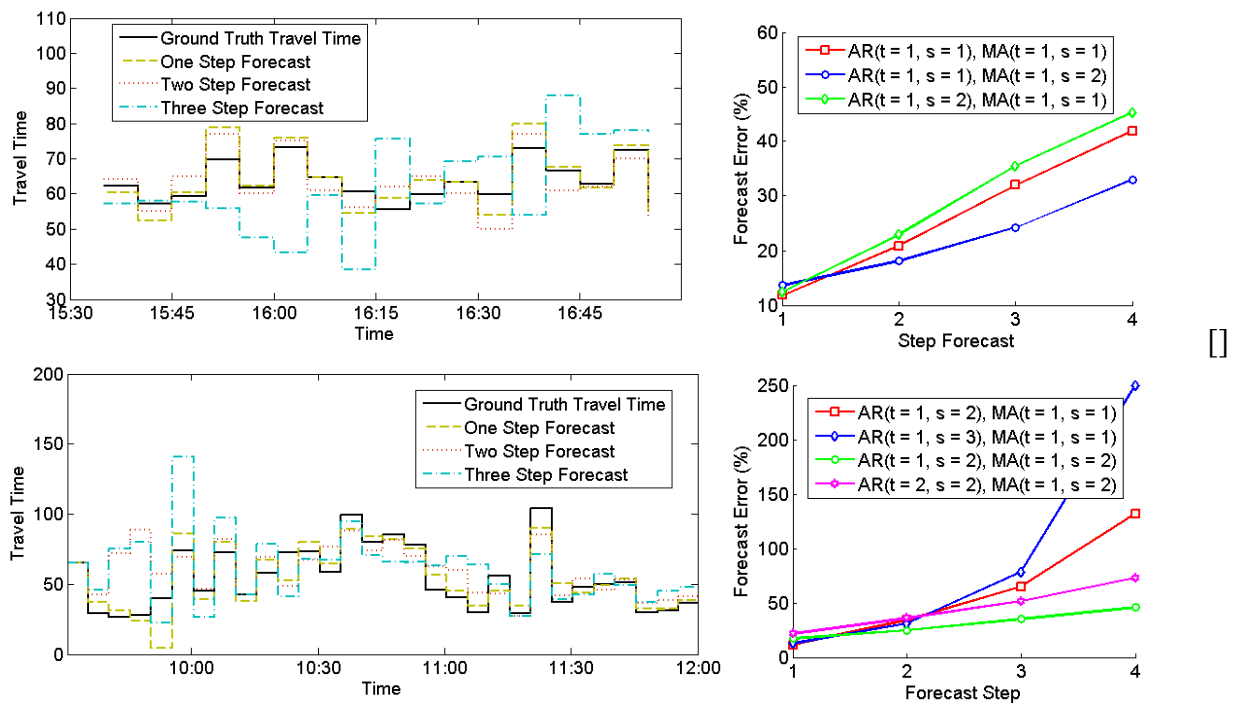 110
100
90
80
70
60
50
40
30
Travel Time
Ground Truth Travel Time
One Step Forecast
Two Step Forecast
Three Step Forecast
15:30 15:45 16:00 16:15 16:30 16:45
Time
60
50
40
30
20
10
Forecast Error (%)
AR(t = 1, s = 1), MA(t = 1, s = 1)
AR(t = 1, s = 1), MA(t = 1, s = 2)
AR(t = 1, s = 2), MA(t = 1, s = 1)
1 2 3 4
Step Forecast
[]
200
150
100
50
0
Travel Time
Ground Truth Travel Time
One Step Forecast
Two Step Forecast
Three Step Forecast
10:00 10:30 11:00 11:30 12:00
Time
250
200
150
100
50
0
Forecast Error (%)
AR(t = 1, s = 2), MA(t = 1, s = 1)
AR(t = 1, s = 3), MA(t = 1, s = 1)
AR(t = 1, s = 2), MA(t = 1, s = 2)
AR(t = 2, s = 2), MA(t = 1, s = 2)
1 2 3 4
Forecast Step